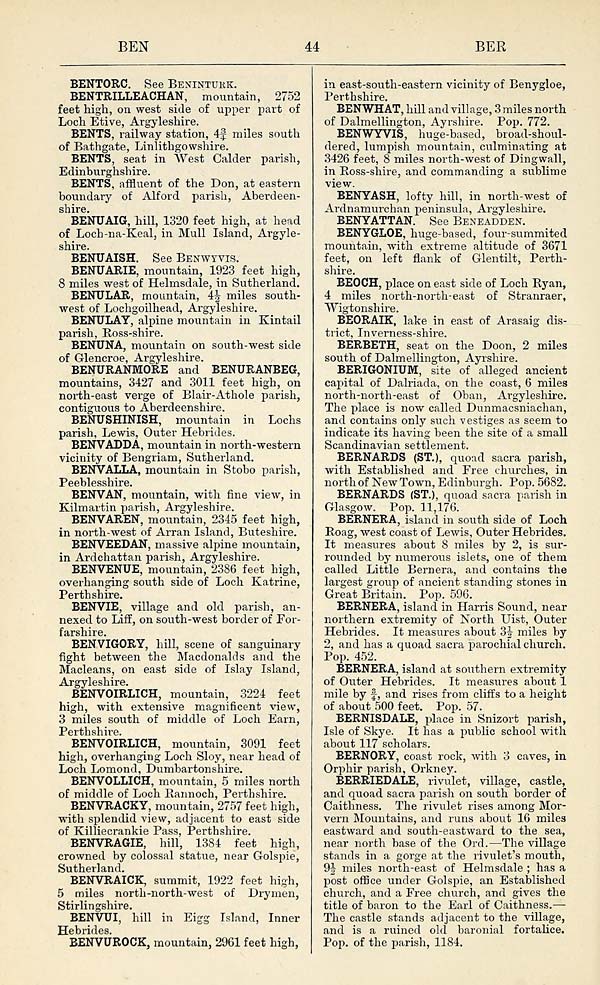 BEN 44 BER
BENTORC. See BENINTURK.
BENTRILLEACHAN, mountain, 2752
feet high, on west side of upper part of
Loch Etive, Argyleshire.
BENTS, railway station, 4¾ miles south
of Bathgate, Linlithgowshire.
BENTS, seat in West Calder parish,
Edinburghshire.
BENTS, affluent of the Don, at eastern
boundary of Alford parish, Aberdeen-
shire.
BENUAIG, hill, 1320 feet high, at head
of Loch-na-Keal, in Mull Island, Argyle-
shire.
BENUAISH. See BENWYVIS.
BENUARIE, mountain, 1923 feet high,
8 miles west of Helmsdale, in Sutherland.
BENULAR, mountain, 4½ miles south-
west of Lochgoilhead, Argyleshire.
BENULAY, alpine mountain in Kintail
parish, Ross-shire.
BENUNA, mountain on south-west side
of Glencroe, Argyleshire.
BENURANMORE and BENURANBEG,
mountains, 3427 and 3011 feet high, on
north-east verge of Blair-Athole parish,
contiguous to Aberdeenshire.
BENUSHINISH, mountain in Lochs
parish, Lewis, Outer Hebrides.
BENVADDA, mountain in north-western
vicinity of Bengriam, Sutherland.
BENVALLA, mountain in Stobo parish,
Peeblesshire.
BENVAN, mountain, with fine view, in
Kilmartin parish, Argyleshire.
BENVAREN, mountain, 2345 feet high,
in north-west of Arran Island, Buteshire.
BENVEEDAN, massive alpine mountain,
in Ardchattan parish, Argyleshire.
BENVENUE, mountain, 2386 feet high,
overhanging south side of Loch Katrine,
Perthshire.
BENVIE, village and old parish, an-
nexed to Liff, on south-west border of For-
farshire.
BENVIGORY, hill, scene of sanguinary
fight between the Macdonalds and the
Macleans, on east side of Islay Island,
Argyleshire.
BENVOIRLICH, mountain, 3224 feet
high, with extensive magnificent view,
3 miles south of middle of Loch Earn,
Perthshire.
BENVOIRLICH, mountain, 3091 feet
high, overhanging Loch Sloy, near head of
Loch Lomond, Dumbartonshire.
BENVOLLICH, mountain, 5 miles north
of middle of Loch Rannoch, Perthshire.
BENVRACKY, mountain, 2757 feet high,
with splendid view, adjacent to east side
of Killiecrankie Pass, Perthshire.
BENVRAGIE, hill, 1384 feet high,
crowned by colossal statue, near Golspie,
Sutherland.
BENVRAICK, summit, 1922 feet high,
5 miles north-north-west of Drymen,
Stirlingshire.
BENVUI, hill in Eigg Island, Inner
Hebrides.
BENVUROCK, mountain, 2961 feet high,
in east-south-eastern vicinity of Benygloe,
Perthshire.
BENWHAT, hill and village, 3 miles north
of Dalmellington, Ayrshire. Pop. 772.
BENWYVIS, huge-based, broad-shoul-
dered, lumpish mountain, culminating at
3426 feet, 8 miles north-west of Dingwall,
in Ross-shire, and commanding a sublime
view.
BENYASH, lofty hill, in north-west of
Ardnamurchan peninsula, Argyleshire.
BENYATTAN. See BENEADDEN.
BENYGLOE, huge-based, four-summited
mountain, with extreme altitude of 3671
feet, on left flank of Glentilt, Perth-
shire.
BEOCH, place on east side of Loch Ryan,
4 miles north-north-east of Stranraer,
Wigtonshire.
BEORAIK, lake in east of Arasaig dis-
trict, Inverness-shire.
BERBETH, seat on the Doon, 2 miles
south of Dalmellington, Ayrshire.
BERIGONIUM, site of alleged ancient
capital of Dalriada, on the coast, 6 miles
north-north-east of Oban, Argyleshire.
The place is now called Dunmacsniachan,
and contains only such vestiges as seem to
indicate its having been the site of a small
Scandinavian settlement.
BERNARDS (ST.), quoad sacra parish,
with Established and Free churches, in
north of New Town, Edinburgh. Pop. 5682.
BERNARDS (ST.), quoad sacra parish in
Glasgow. Pop. 11,176.
BERNERA, island in south side of Loch
Roag, west coast of Lewis, Outer Hebrides.
It measures about 8 miles by 2, is sur-
rounded by numerous islets, one of them
called Little Bernera, and contains the
largest group of ancient standing stones in
Great Britain. Pop. 596.
BERNERA, island in Harris Sound, near
northern extremity of North Uist, Outer
Hebrides. It measures about 3½ miles by
2, and has a quoad sacra parochial church.
Pop. 452.
BERNERA, island at southern extremity
of Outer Hebrides. It measures about 1
mile by ¾, and rises from cliffs to a height
of about 500 feet. Pop. 57.
BERNISDALE, place in Snizort parish,
Isle of Skye. It has a public school with
about 117 scholars.
BERNORY, coast rock, with 3 caves, in
Orphir parish, Orkney.
BERRIEDALE, rivulet, village, castle,
and quoad sacra parish on south border of
Caithness. The rivulet rises among Mor-
vern Mountains, and runs about 16 miles
eastward and south-eastward to the sea,
near north base of the Ord.—The village
stands in a gorge at the rivulet's mouth,
9½ miles north-east of Helmsdale; has a
post office under Golspie, an Established
church, and a Free church, and gives the
title of baron to the Earl of Caithness.—
The castle stands adjacent to the village,
and is a ruined old baronial fortalice.
Pop. of the parish, 1184.